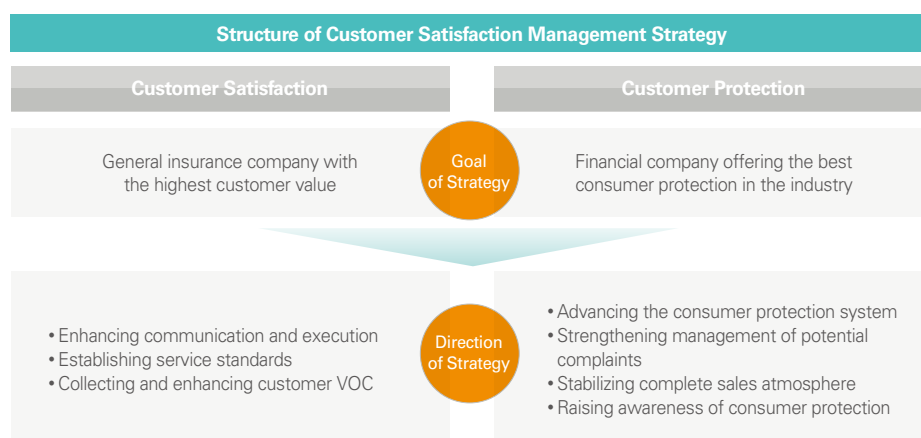 Structure of Customer Satisfaction Management Strategy
Customer Satisfaction
Customer Protection
General insurance company with
the highest customer value
Goal
of Strategy
Financial company offering the best
consumer protection in the industry
• Enhancing communication and execution
• Establishing service standards
• Collecting and enhancing customer VOC
Direction
of Strategy
• Advancing the consumer protection system
• Strengthening management of potential
complaints
• Stabilizing complete sales atmosphere
• Raising awareness of consumer protection